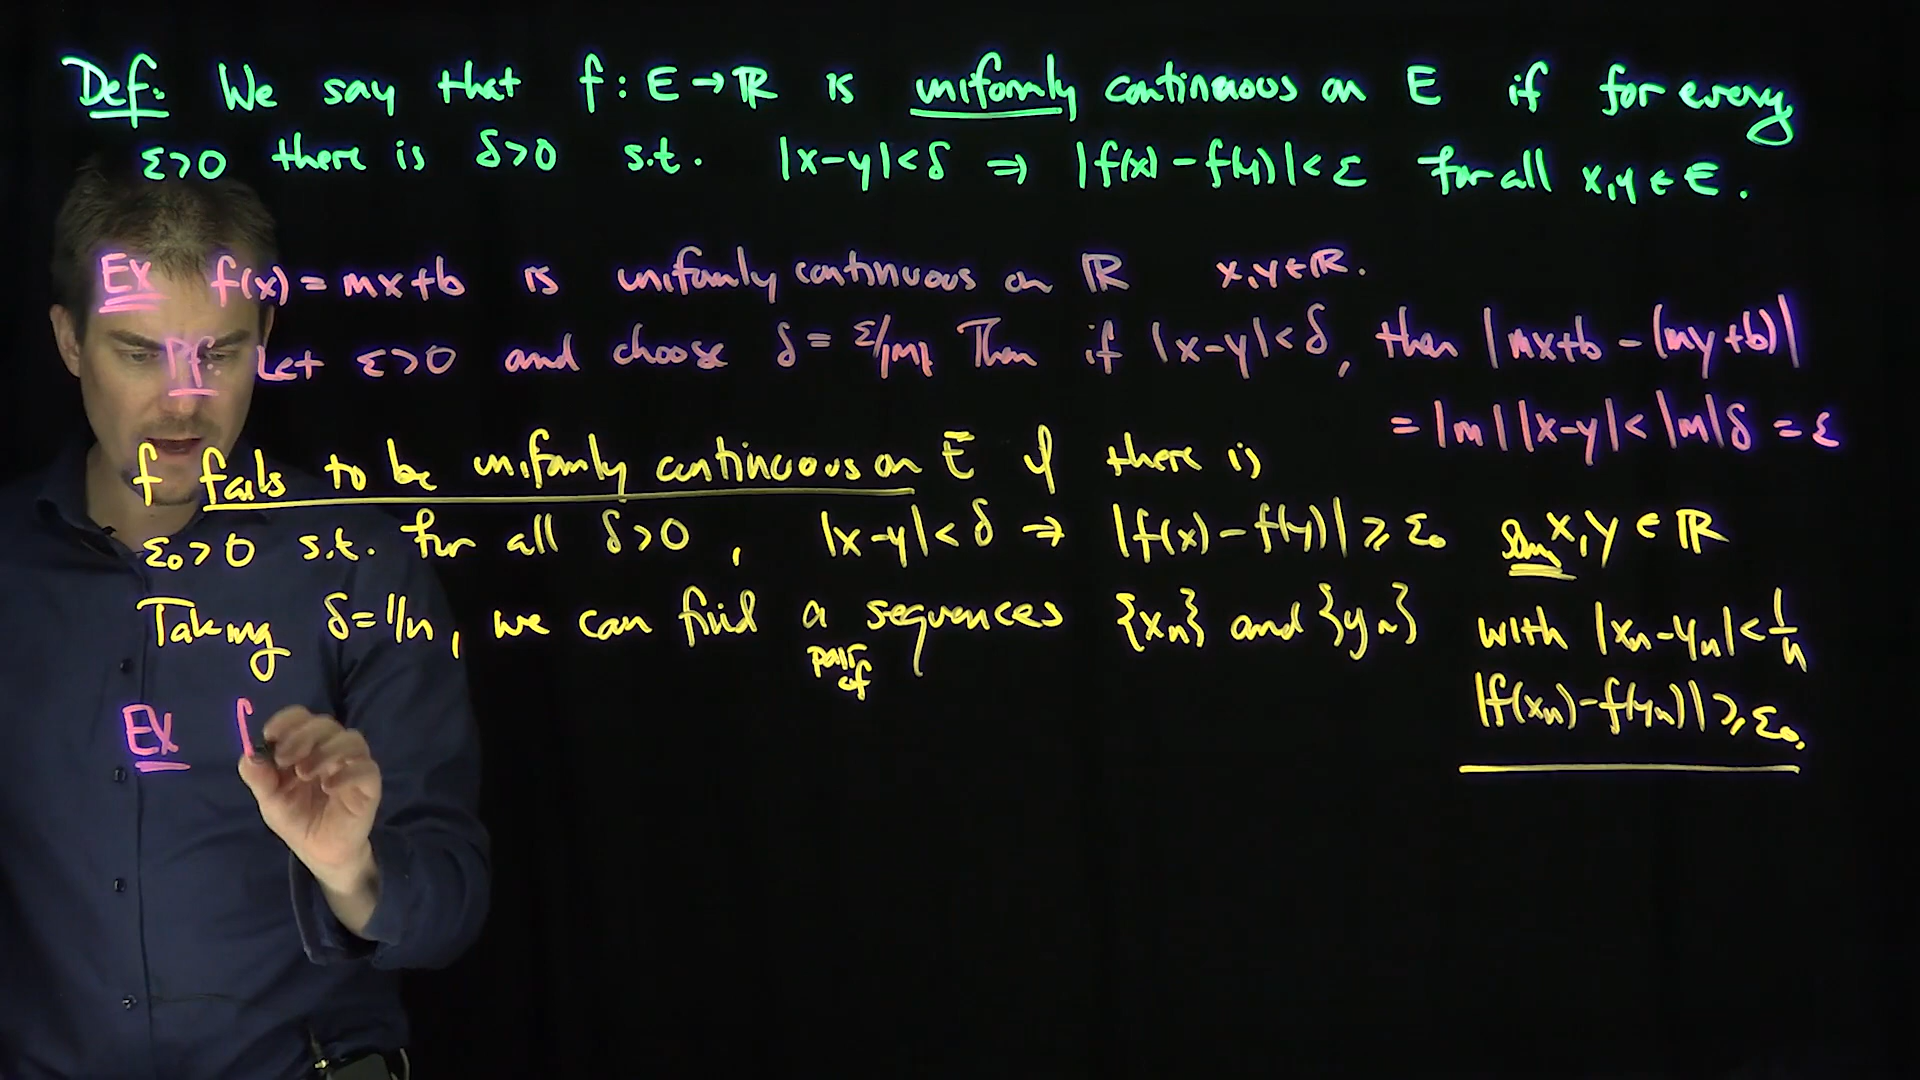 Def: We say that f: E → ℝ is uniformly continuous on E if for every
ε>0 there is δ>0 s.t. |x-y|<δ ⇒ |f(x)-f(y)|<ε for all x,y ∈ E.
Ex f(x) = mx+b is uniformly continuous on ℝ x,y ∈ ℝ.
Pf: Let ε>0 and choose δ = ε/|m|. Then if |x-y|<δ, then |mx+b-(my+b)|
= |m||x-y| < |m|δ = ε
f fails to be uniformly continuous on E if there is
ε₀>0 s.t. for all δ>0, |x-y|<δ ⇒ |f(x)-f(y)| ≥ ε₀ some x,y ∈ ℝ
Taking δ=1/n, we can find a pair of sequences {xₙ} and {yₙ} with |xₙ-yₙ|<1/n
|f(xₙ)-f(yₙ)| ≥ ε₀.
Ex f